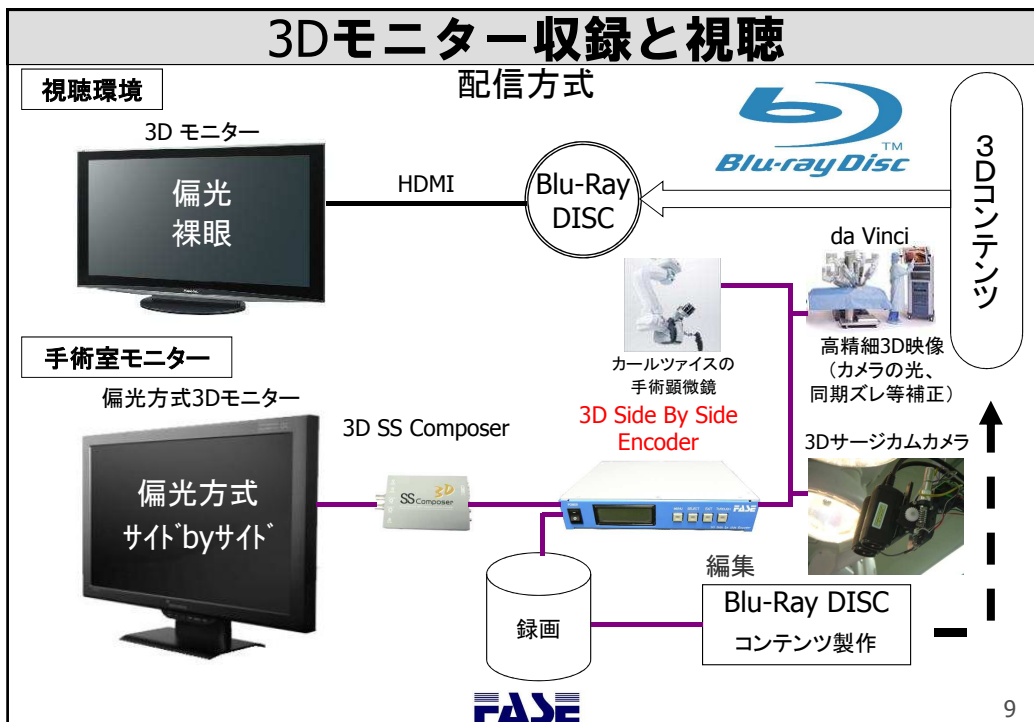 3Dモニター収録と視聴
視聴環境
配信方式
3D モニター
偏光
裸眼
HDMI
Blu-Ray
DISC
TM
Blu-ray Disc
3Dコンテンツ
da Vinci
カールツァイスの
手術顕微鏡
高精細3D映像
(カメラの光、
同期ズレ等補正)
手術室モニター
偏光方式3Dモニター
偏光方式
サイドbyサイド
3D SS Composer
3D
SS Composer
3D Side By Side
Encoder
FASE
3Dサージカムカメラ
録画
編集
Blu-Ray DISC
コンテンツ製作
FASE
9